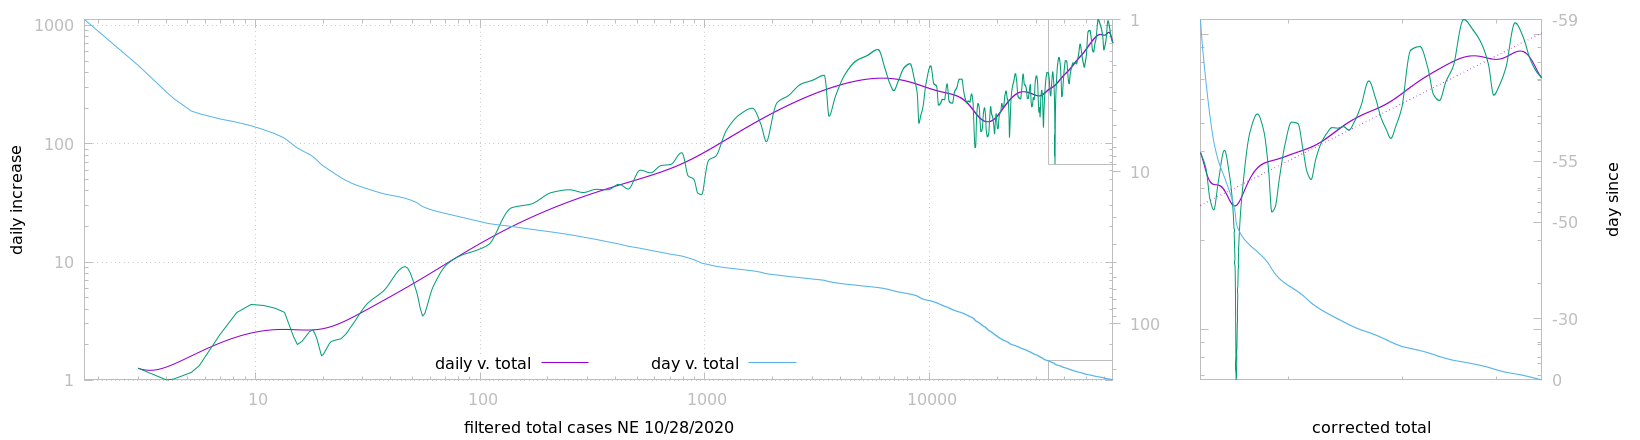 1000
100
10
1
daily increase
10
100
1000
10000
filtered total cases NE 10/28/2020
daily v. total
day v. total
1
10
100
-59
-55
-50
-30
0
day since
corrected total